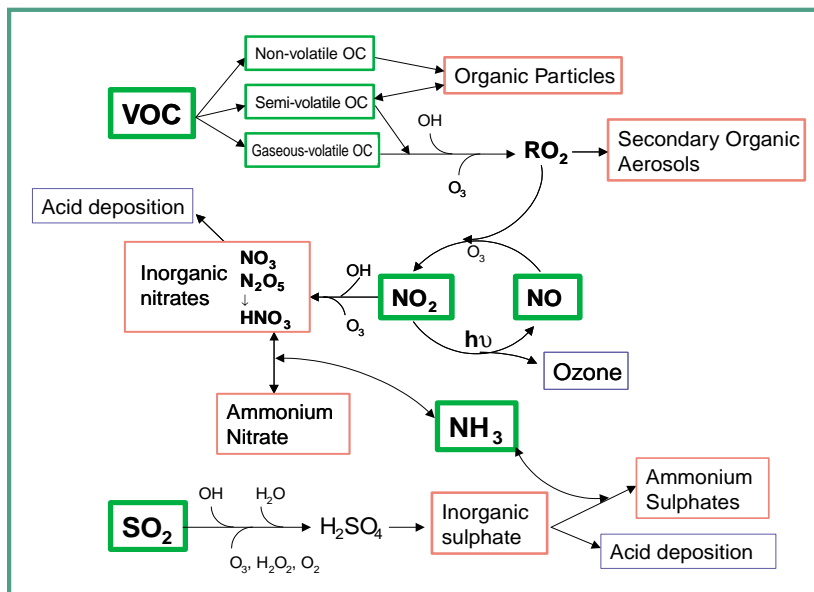 Non-volatile OC
Organic Particles
VOC
Semi-volatile OC
OH
Gaseous-volatile OC
RO₂
Secondary Organic
Aerosols
O₃
Acid deposition
O₃
Inorganic
nitrates
NO₃
N₂O₅
↓
HNO₃
OH
O₃
NO₂
NO
hυ
Ozone
Ammonium
Nitrate
NH₃
Ammonium
Sulphates
OH
H₂O
SO₂
H₂SO₄
Inorganic
sulphate
O₃, H₂O₂, O₂
Acid deposition